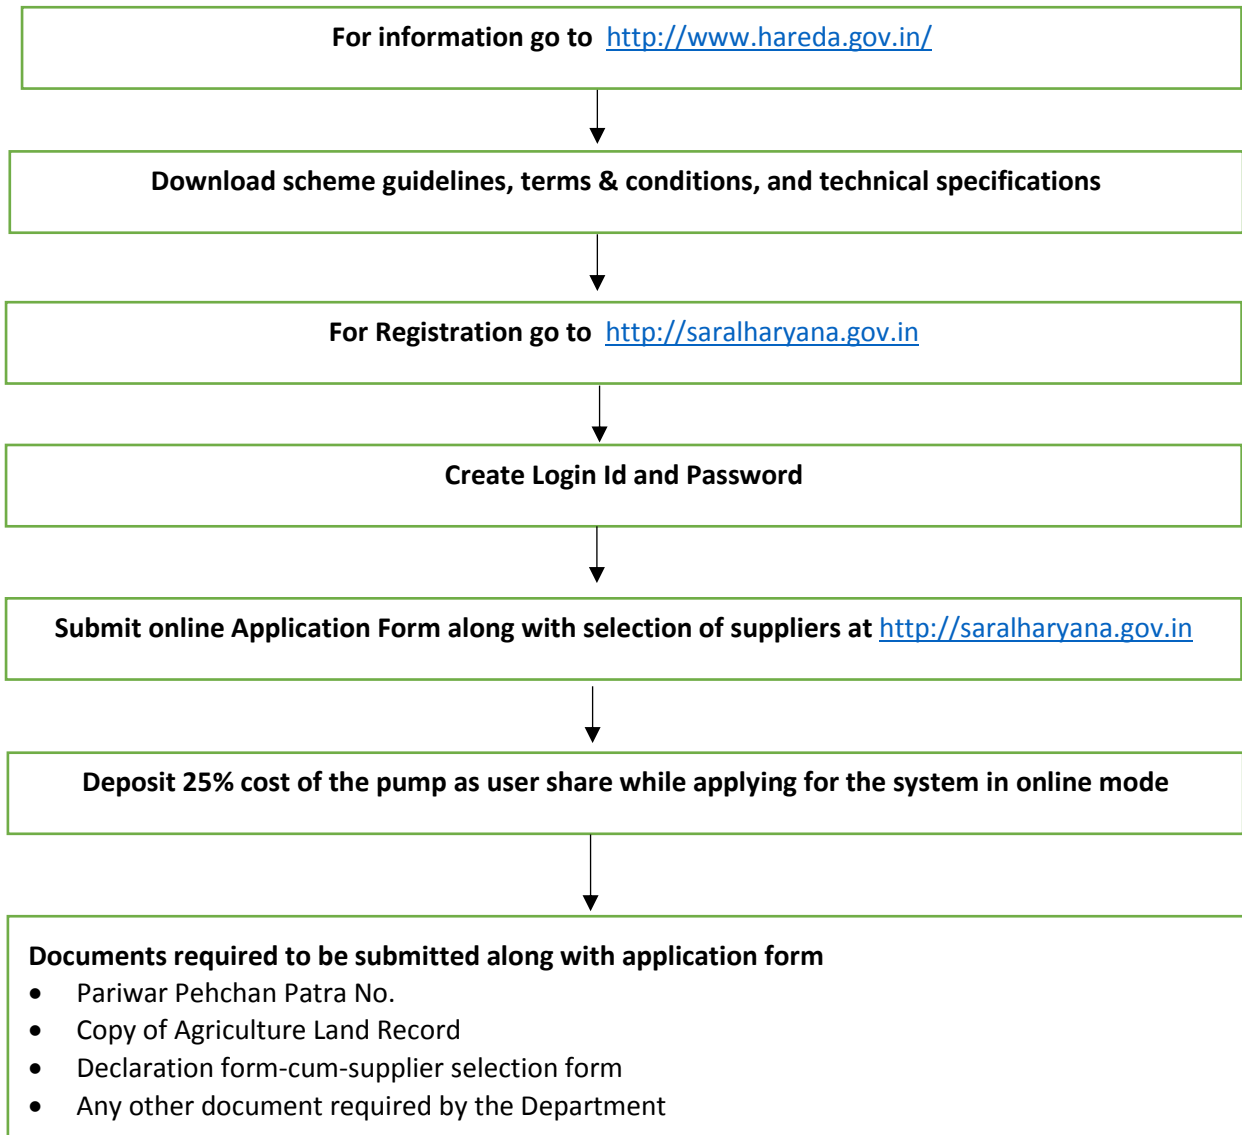 For information go to http://www.hareda.gov.in/
Download scheme guidelines, terms & conditions, and technical specifications
For Registration go to http://saralharyana.gov.in
Create Login Id and Password
Submit online Application Form along with selection of suppliers at http://saralharyana.gov.in
Deposit 25% cost of the pump as user share while applying for the system in online mode
Documents required to be submitted along with application form
• Pariwar Pehchan Patra No.
• Copy of Agriculture Land Record
• Declaration form-cum-supplier selection form
• Any other document required by the Department